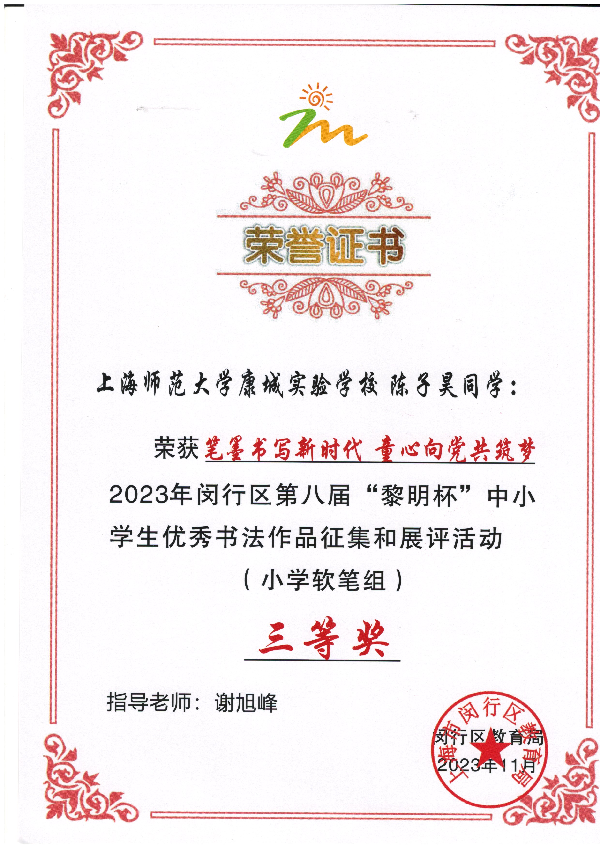 荣誉证书
上海师范大学康城实验学校 陈子昊同学：
荣获笔墨书写新时代 童心向党共筑梦
2023年闵行区第八届“黎明杯”中小
学生优秀书法作品征集和展评活动
（小学软笔组）
三等奖
指导老师：谢旭峰
上海市闵行区教育局
闵行区教育局
2023年11月